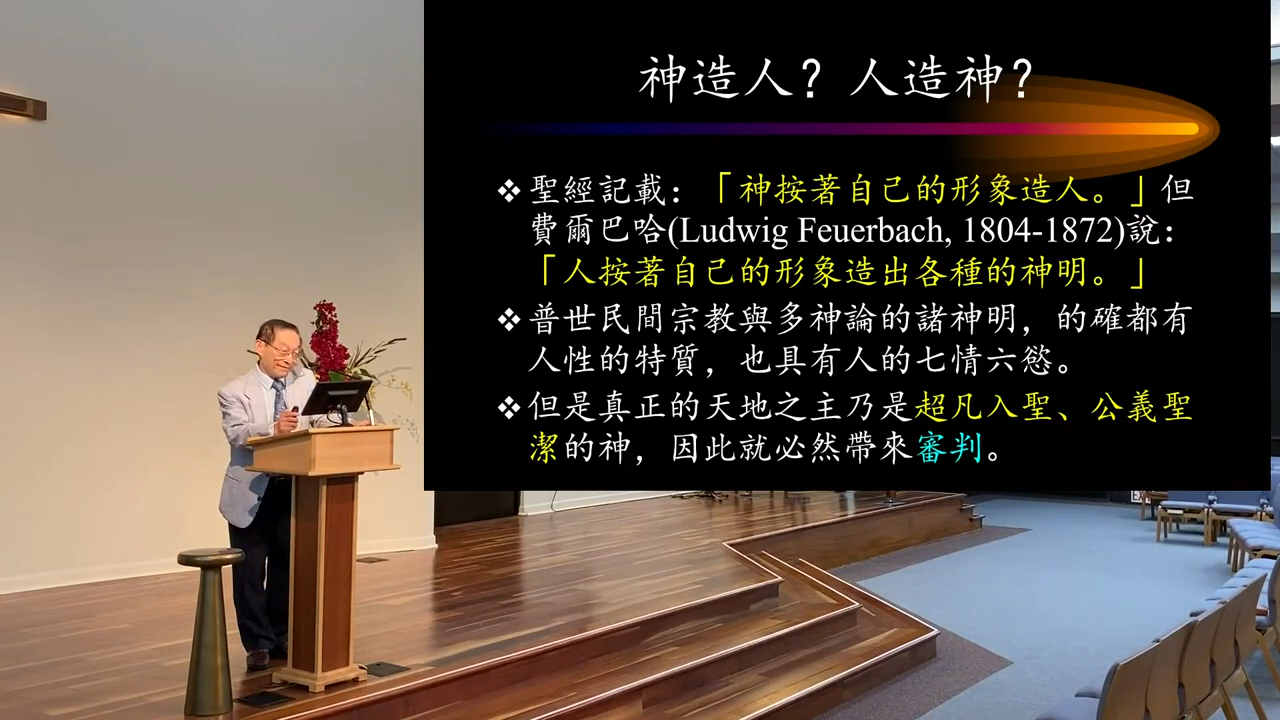 神造人？人造神？
❖聖經記載：「神按著自己的形象造人。」但
費爾巴哈(Ludwig Feuerbach, 1804-1872)說：
「人按著自己的形象造出各種的神明。」
❖普世民間宗教與多神論的諸神明，的確都有
人性的特質，也具有人的七情六慾。
❖但是真正的天地之主乃是超凡入聖、公義聖
潔的神，因此就必然帶來審判。